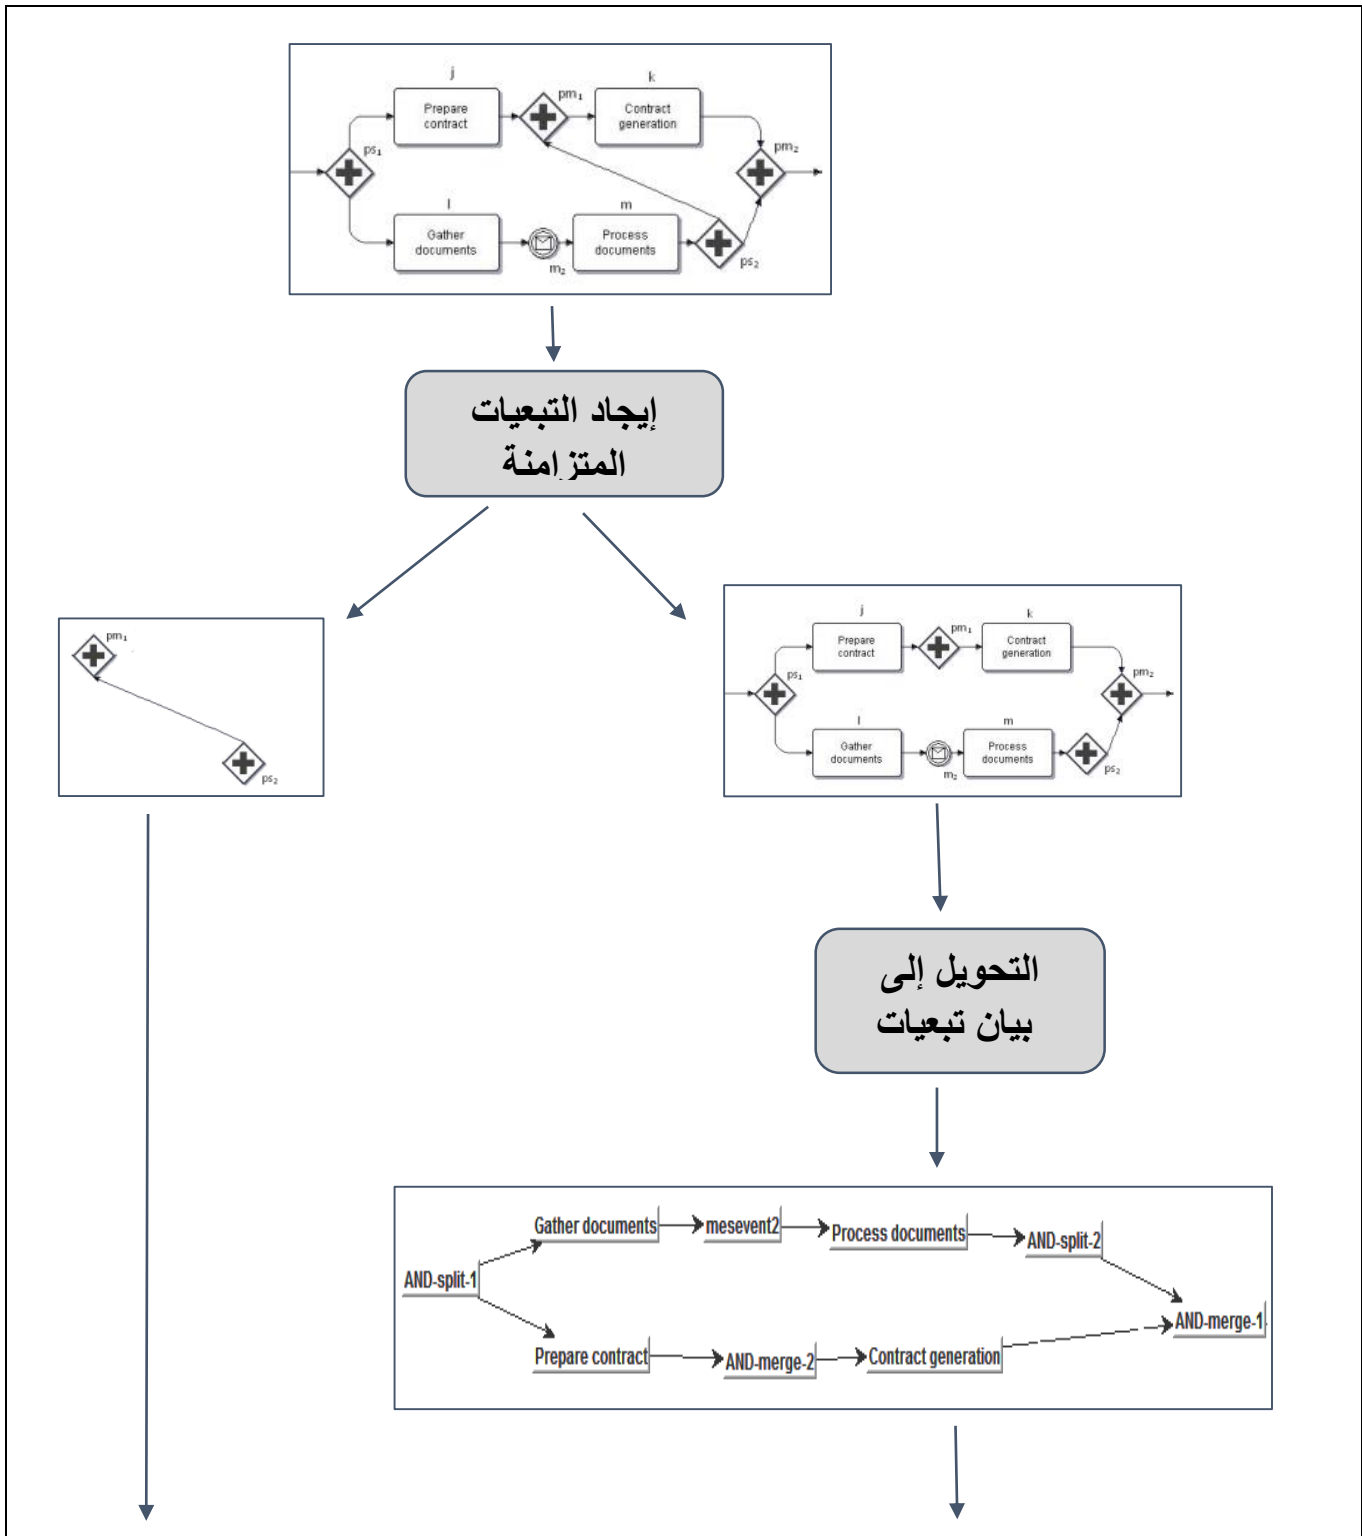 j
k
pm₁
Prepare
contract
Contract
generation
ps₁
pm₂
l
m
Gather
documents
Process
documents
m₂
ps₂
إيجاد التبعيات
المتزامنة
pm₁
ps₂
j
k
Prepare
contract
pm₁
Contract
generation
ps₁
pm₂
l
m
Gather
documents
Process
documents
m₂
ps₂
التحويل إلى
بيان تبعيات
Gather documents
mesevent2
Process documents
AND-split-2
AND-split-1
AND-merge-1
Prepare contract
AND-merge-2
Contract generation